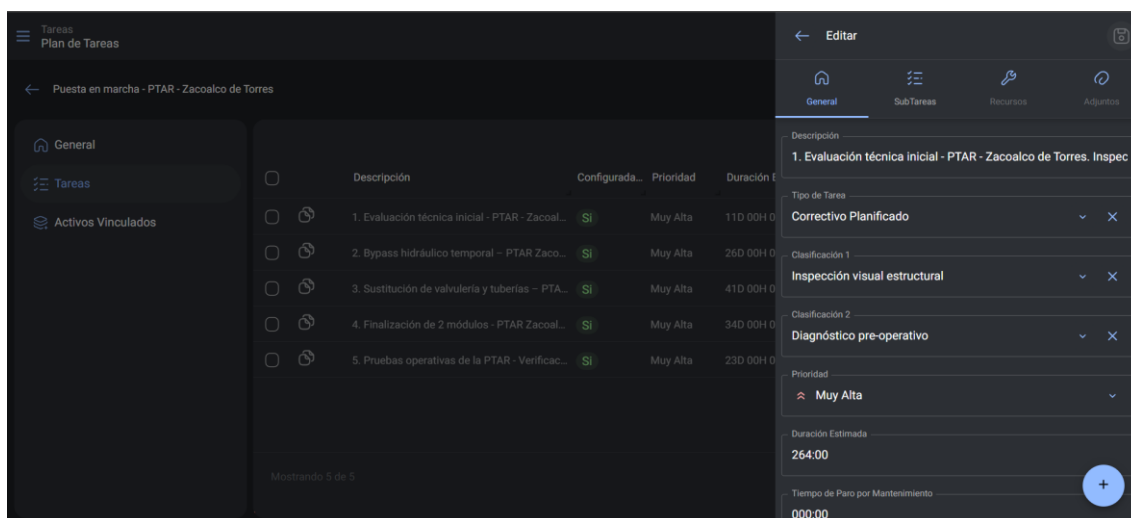 Tareas
Plan de Tareas
Puesta en marcha - PTAR - Zacoalco de Torres
General
Tareas
Activos Vinculados
Descripción Configurada... Prioridad Duración E
1. Evaluación técnica inicial - PTAR - Zacoal... Si Muy Alta 11D 00H 0
2. Bypass hidráulico temporal – PTAR Zaco... Si Muy Alta 26D 00H 0
3. Sustitución de valvulería y tuberías – PTA... Si Muy Alta 41D 00H 0
4. Finalización de 2 módulos - PTAR Zacoal... Si Muy Alta 34D 00H 0
5. Pruebas operativas de la PTAR - Verificac... Si Muy Alta 23D 00H 0
Mostrando 5 de 5
Editar
General SubTareas Recursos Adjuntos
Descripción
1. Evaluación técnica inicial - PTAR - Zacoalco de Torres. Inspec
Tipo de Tarea
Correctivo Planificado
Clasificación 1
Inspección visual estructural
Clasificación 2
Diagnóstico pre-operativo
Prioridad
Muy Alta
Duración Estimada
264:00
Tiempo de Paro por Mantenimiento
000:00